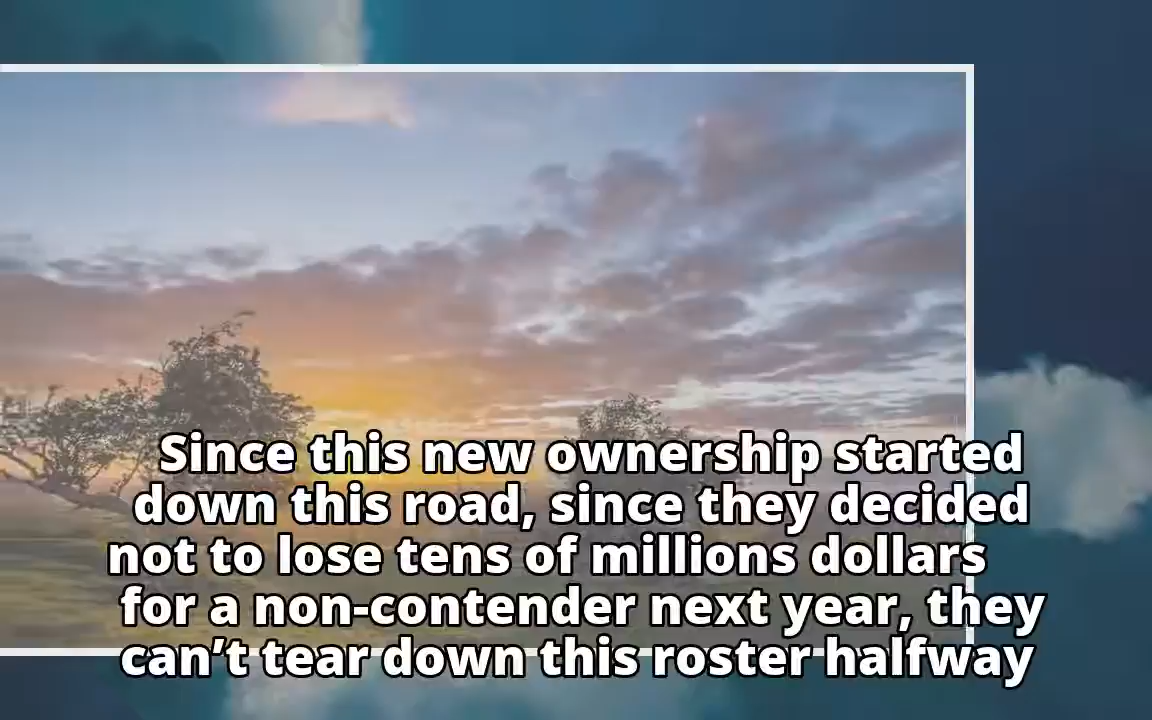 Since this new ownership started
down this road, since they decided
not to lose tens of millions dollars
for a non-contender next year, they
can’t tear down this roster halfway